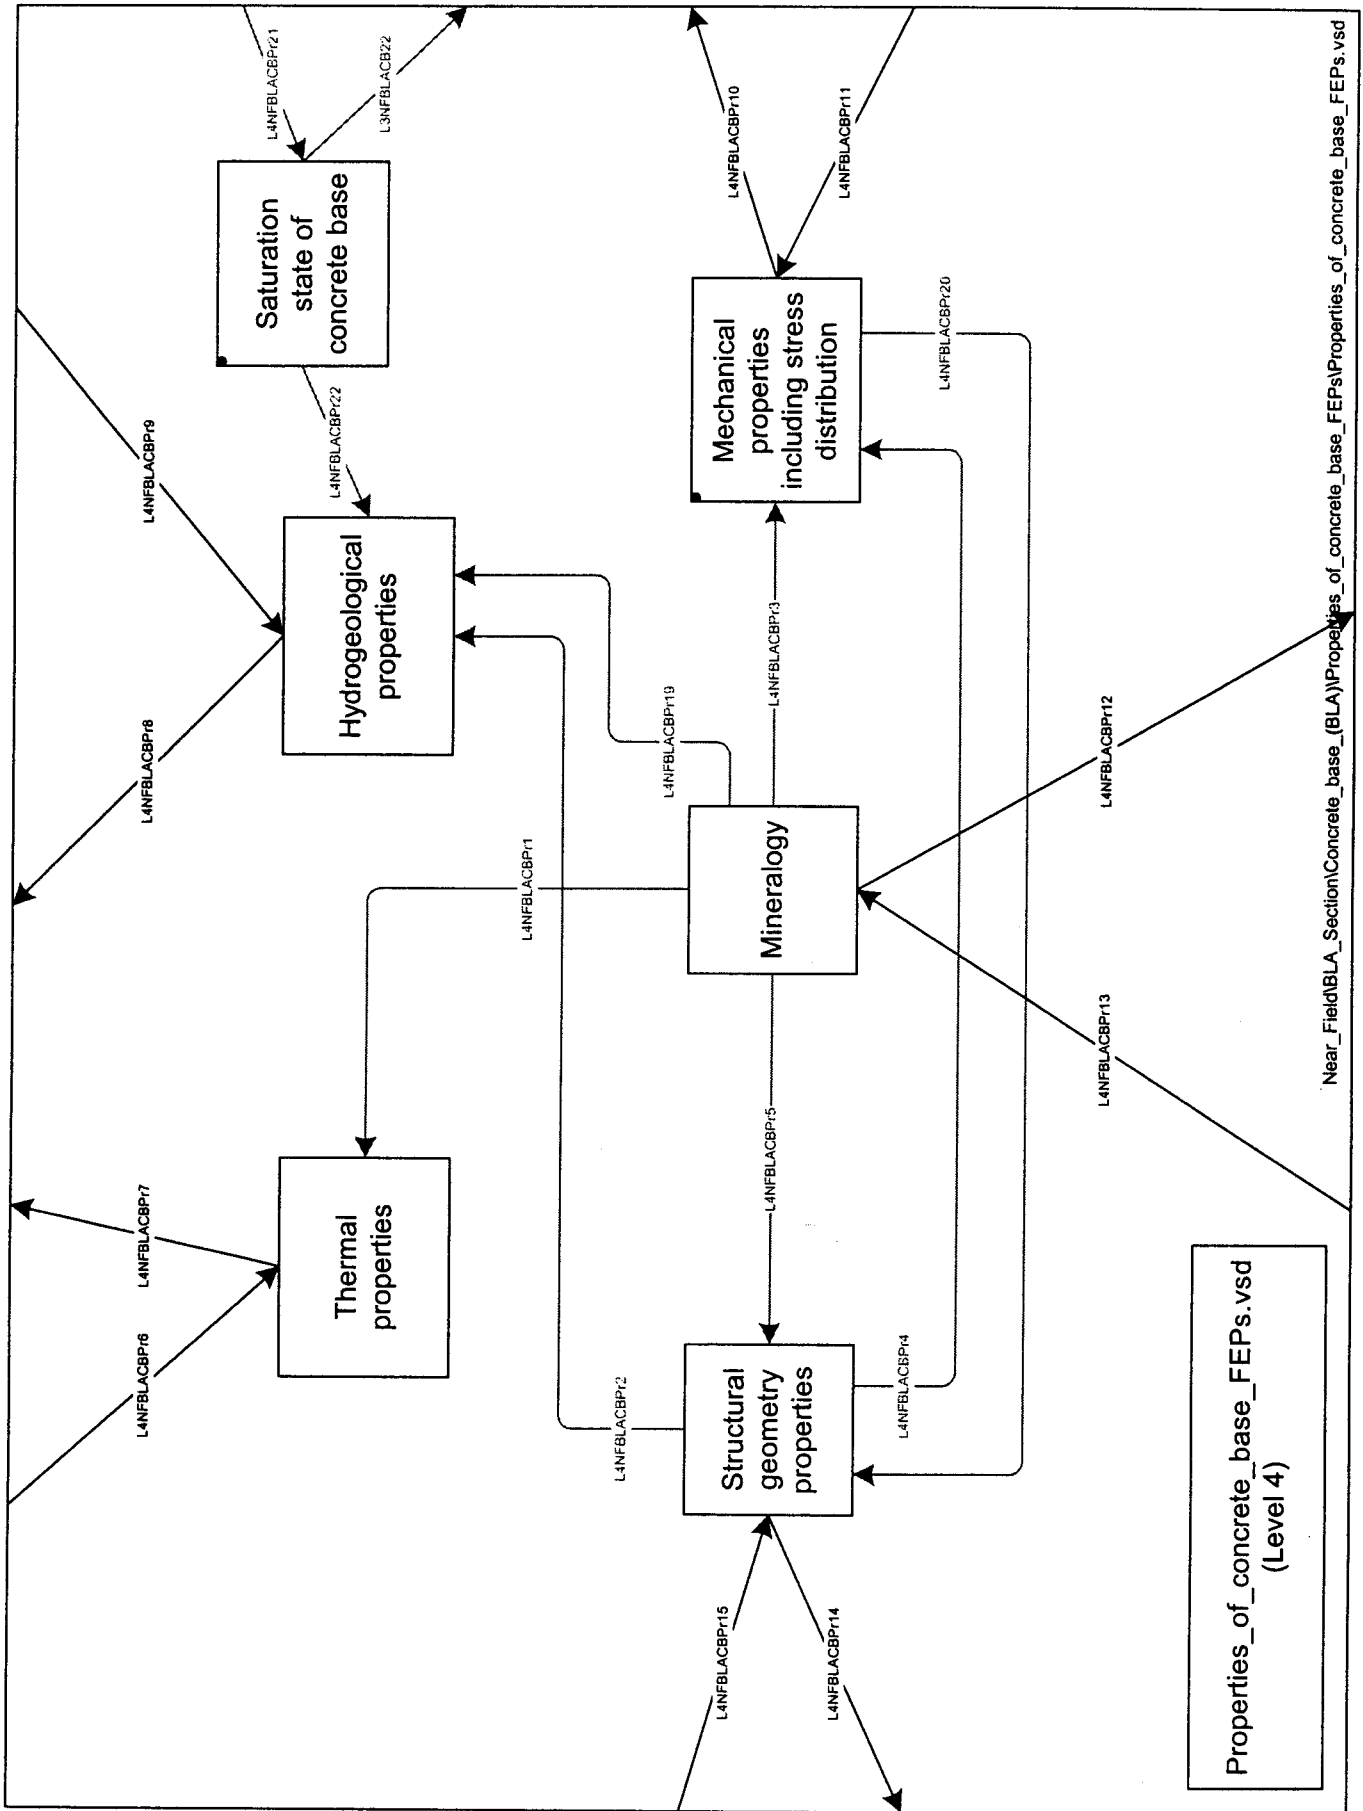 L4NFBLACBPr6
L4NFBLACBPr7
L4NFBLACBPr8
L4NFBLACBPr9
L4NFBLACBPr21
L3NFBLACB22
Thermal
properties
Hydrogeological
properties
L4NFBLACBPr22
Saturation
state of
concrete base
L4NFBLACBPr1
L4NFBLACBPr2
L4NFBLACBPr19
L4NFBLACBPr15
L4NFBLACBPr14
Structural
geometry
properties
L4NFBLACBPr5
Mineralogy
L4NFBLACBPr3
Mechanical
properties
including stress
distribution
L4NFBLACBPr10
L4NFBLACBPr11
L4NFBLACBPr4
L4NFBLACBPr20
L4NFBLACBPr13
L4NFBLACBPr12
Properties_of_concrete_base_FEPs.vsd
(Level 4)
Near_Field\BLA_Section\Concrete_base_(BLA)\Properties_of_concrete_base_FEPs\Properties_of_concrete_base_FEPs.vsd